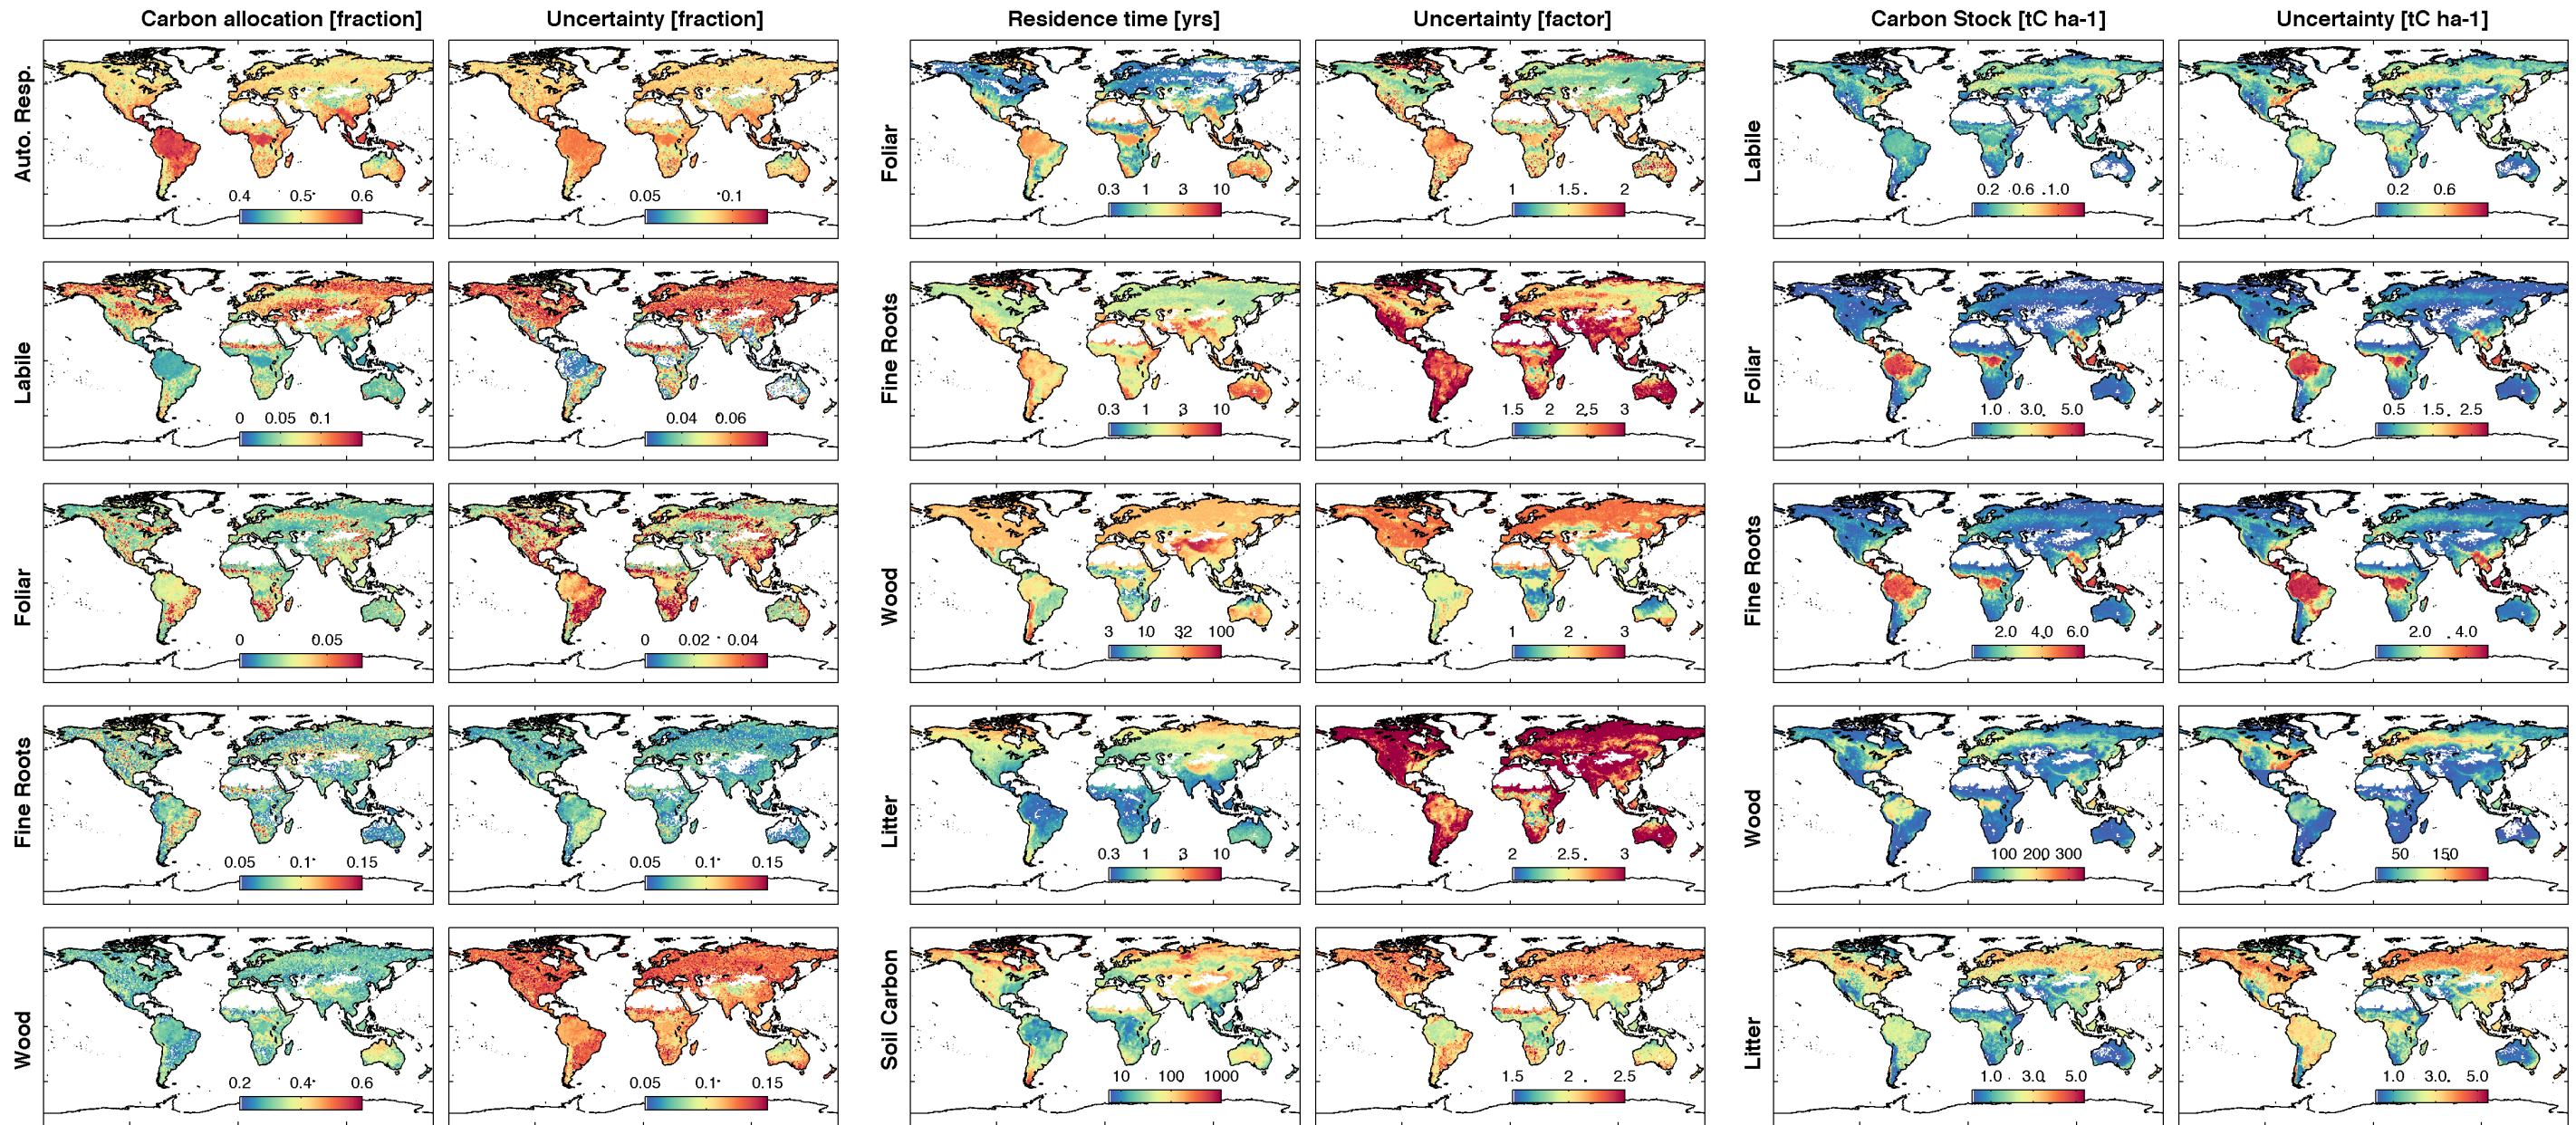 Carbon allocation [fraction] Uncertainty [fraction] Residence time [yrs] Uncertainty [factor] Carbon Stock [tC ha-1] Uncertainty [tC ha-1]
Auto. Resp. Foliar Labile
0.4 0.5 0.6 0.05 0.1 0.3 1 3 10 1 1.5 2 0.2 0.6 1.0 0.2 0.6
Labile Fine Roots Foliar
0 0.05 0.1 0.04 0.06 0.3 1 3 10 1.5 2 2.5 3 1.0 3.0 5.0 0.5 1.5 2.5
Foliar Wood Fine Roots
0 0.05 0 0.02 0.04 3 10 32 100 1 2 3 2.0 4.0 6.0 2.0 4.0
Fine Roots Litter Wood
0.05 0.1 0.15 0.05 0.1 0.15 0.3 1 3 10 2 2.5 3 100 200 300 50 150
Wood Soil Carbon Litter
0.2 0.4 0.6 0.05 0.1 0.15 10 100 1000 1.5 2 2.5 1.0 3.0 5.0 1.0 3.0 5.0